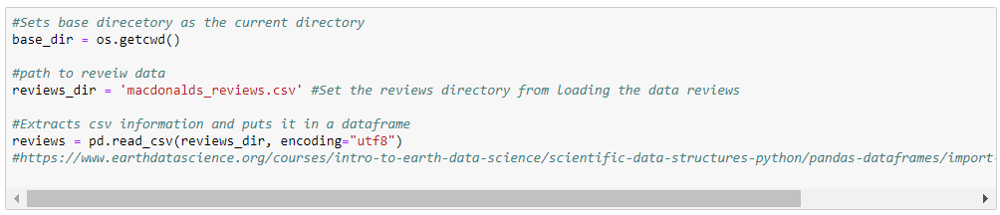 #Sets base direcetory as the current directory
base_dir = os.getcwd()
#path to reveiw data
reviews_dir = 'macdonalds_reviews.csv' #Set the reviews directory from loading the data reviews
#Extracts csv information and puts it in a dataframe
reviews = pd.read_csv(reviews_dir, encoding="utf8")
#https://www.earthdatascience.org/courses/intro-to-earth-data-science/scientific-data-structures-python/pandas-dataframes/import-